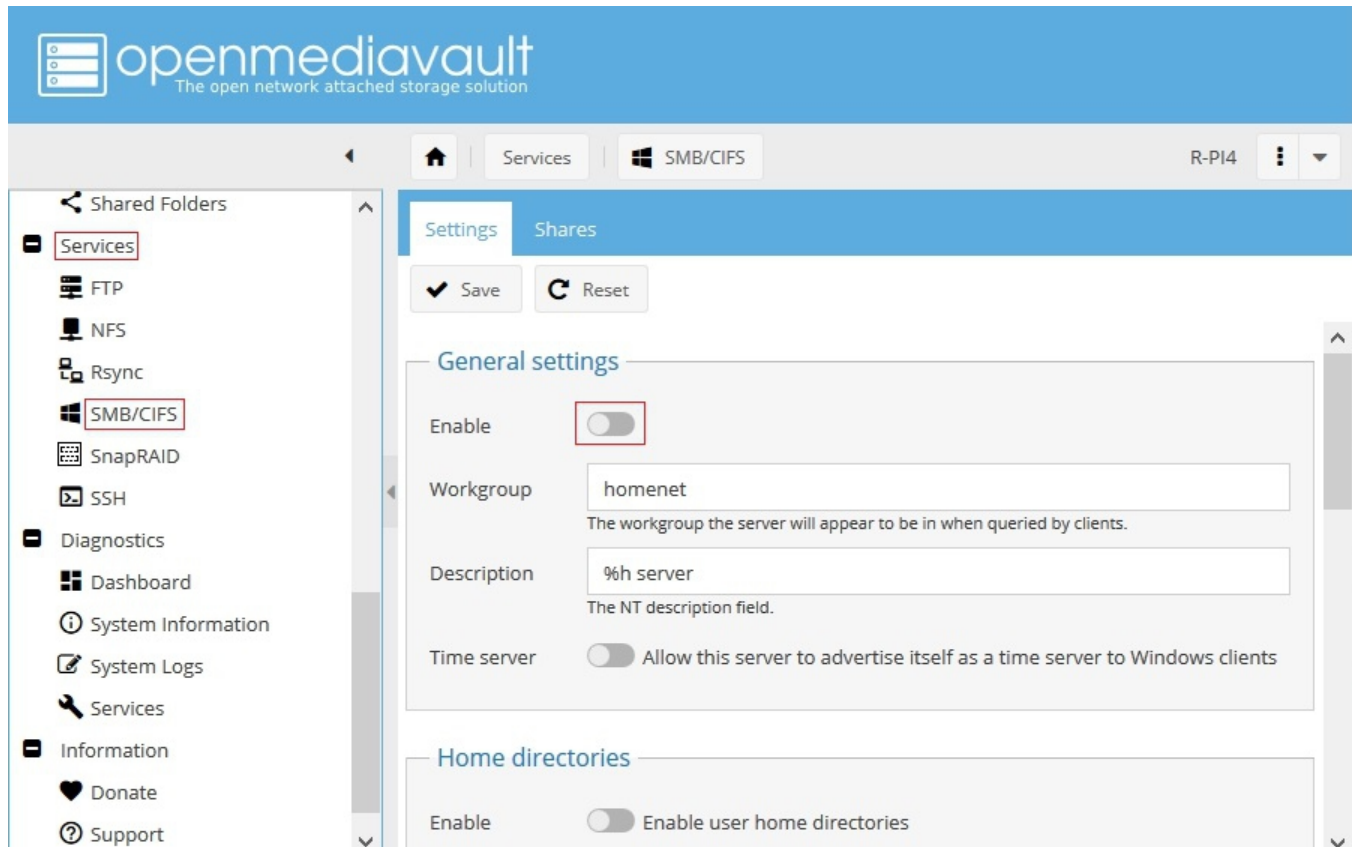 openmediavault
The open network attached storage solution
Services
SMB/CIFS
R-PI4
Shared Folders
Services
FTP
NFS
Rsync
SMB/CIFS
SnapRAID
SSH
Diagnostics
Dashboard
System Information
System Logs
Services
Information
Donate
Support
Settings Shares
Save Reset
General settings
Enable
Workgroup homenet
The workgroup the server will appear to be in when queried by clients.
Description %h server
The NT description field.
Time server Allow this server to advertise itself as a time server to Windows clients
Home directories
Enable Enable user home directories